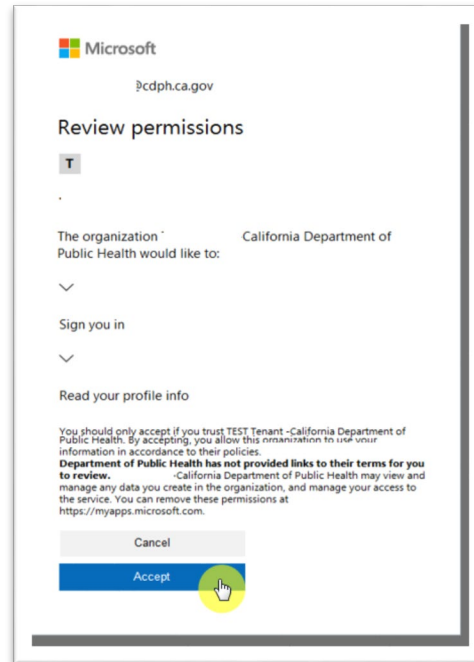 Microsoft
@cdph.ca.gov
Review permissions
T
The organization California Department of
Public Health would like to:
Sign you in
Read your profile info
You should only accept if you trust TEST Tenant -California Department of
Public Health. By accepting, you allow this organization to use your
information in accordance to their policies.
Department of Public Health has not provided links to their terms for you
to review. -California Department of Public Health may view and
manage any data you create in the organization, and manage your access to
the service. You can remove these permissions at
https://myapps.microsoft.com.
Cancel
Accept